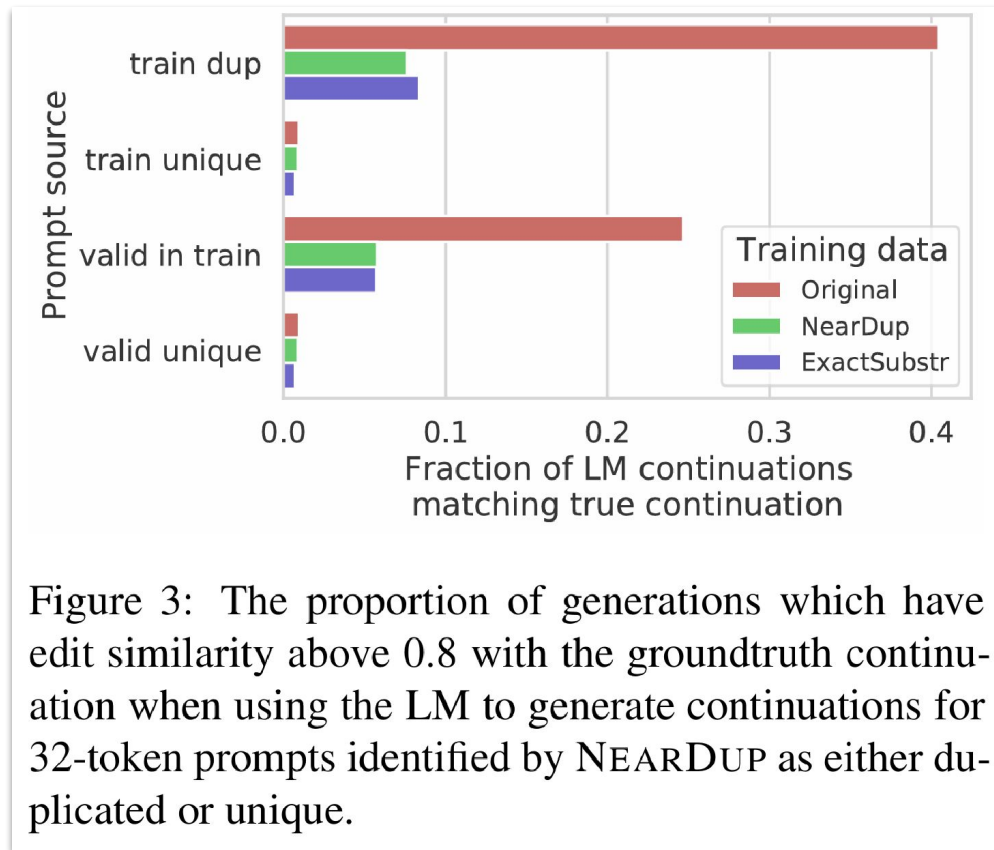 train dup
train unique
valid in train
valid unique
Prompt source
Training data
Original
NearDup
ExactSubstr
0.0 0.1 0.2 0.3 0.4
Fraction of LM continuations
matching true continuation
Figure 3: The proportion of generations which have
edit similarity above 0.8 with the groundtruth continu-
ation when using the LM to generate continuations for
32-token prompts identified by NEARDUP as either du-
plicated or unique.